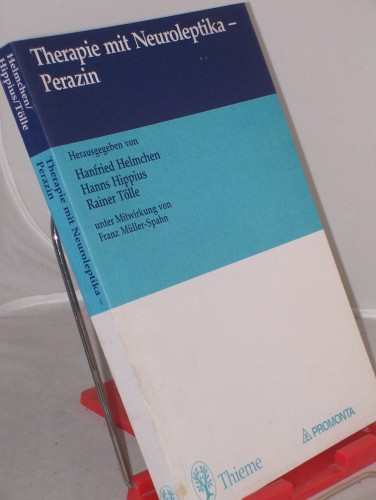 Therapie mit Neuroleptika –
Perazin
Herausgegeben von
Hanfried Helmchen
Hanns Hippius
Rainer Tölle
unter Mitwirkung von
Franz Müller-Spahn
Thieme
PROMONTA
Helmchen/
Hippius/Tölle
Therapie mit Neuroleptika –
Perazin